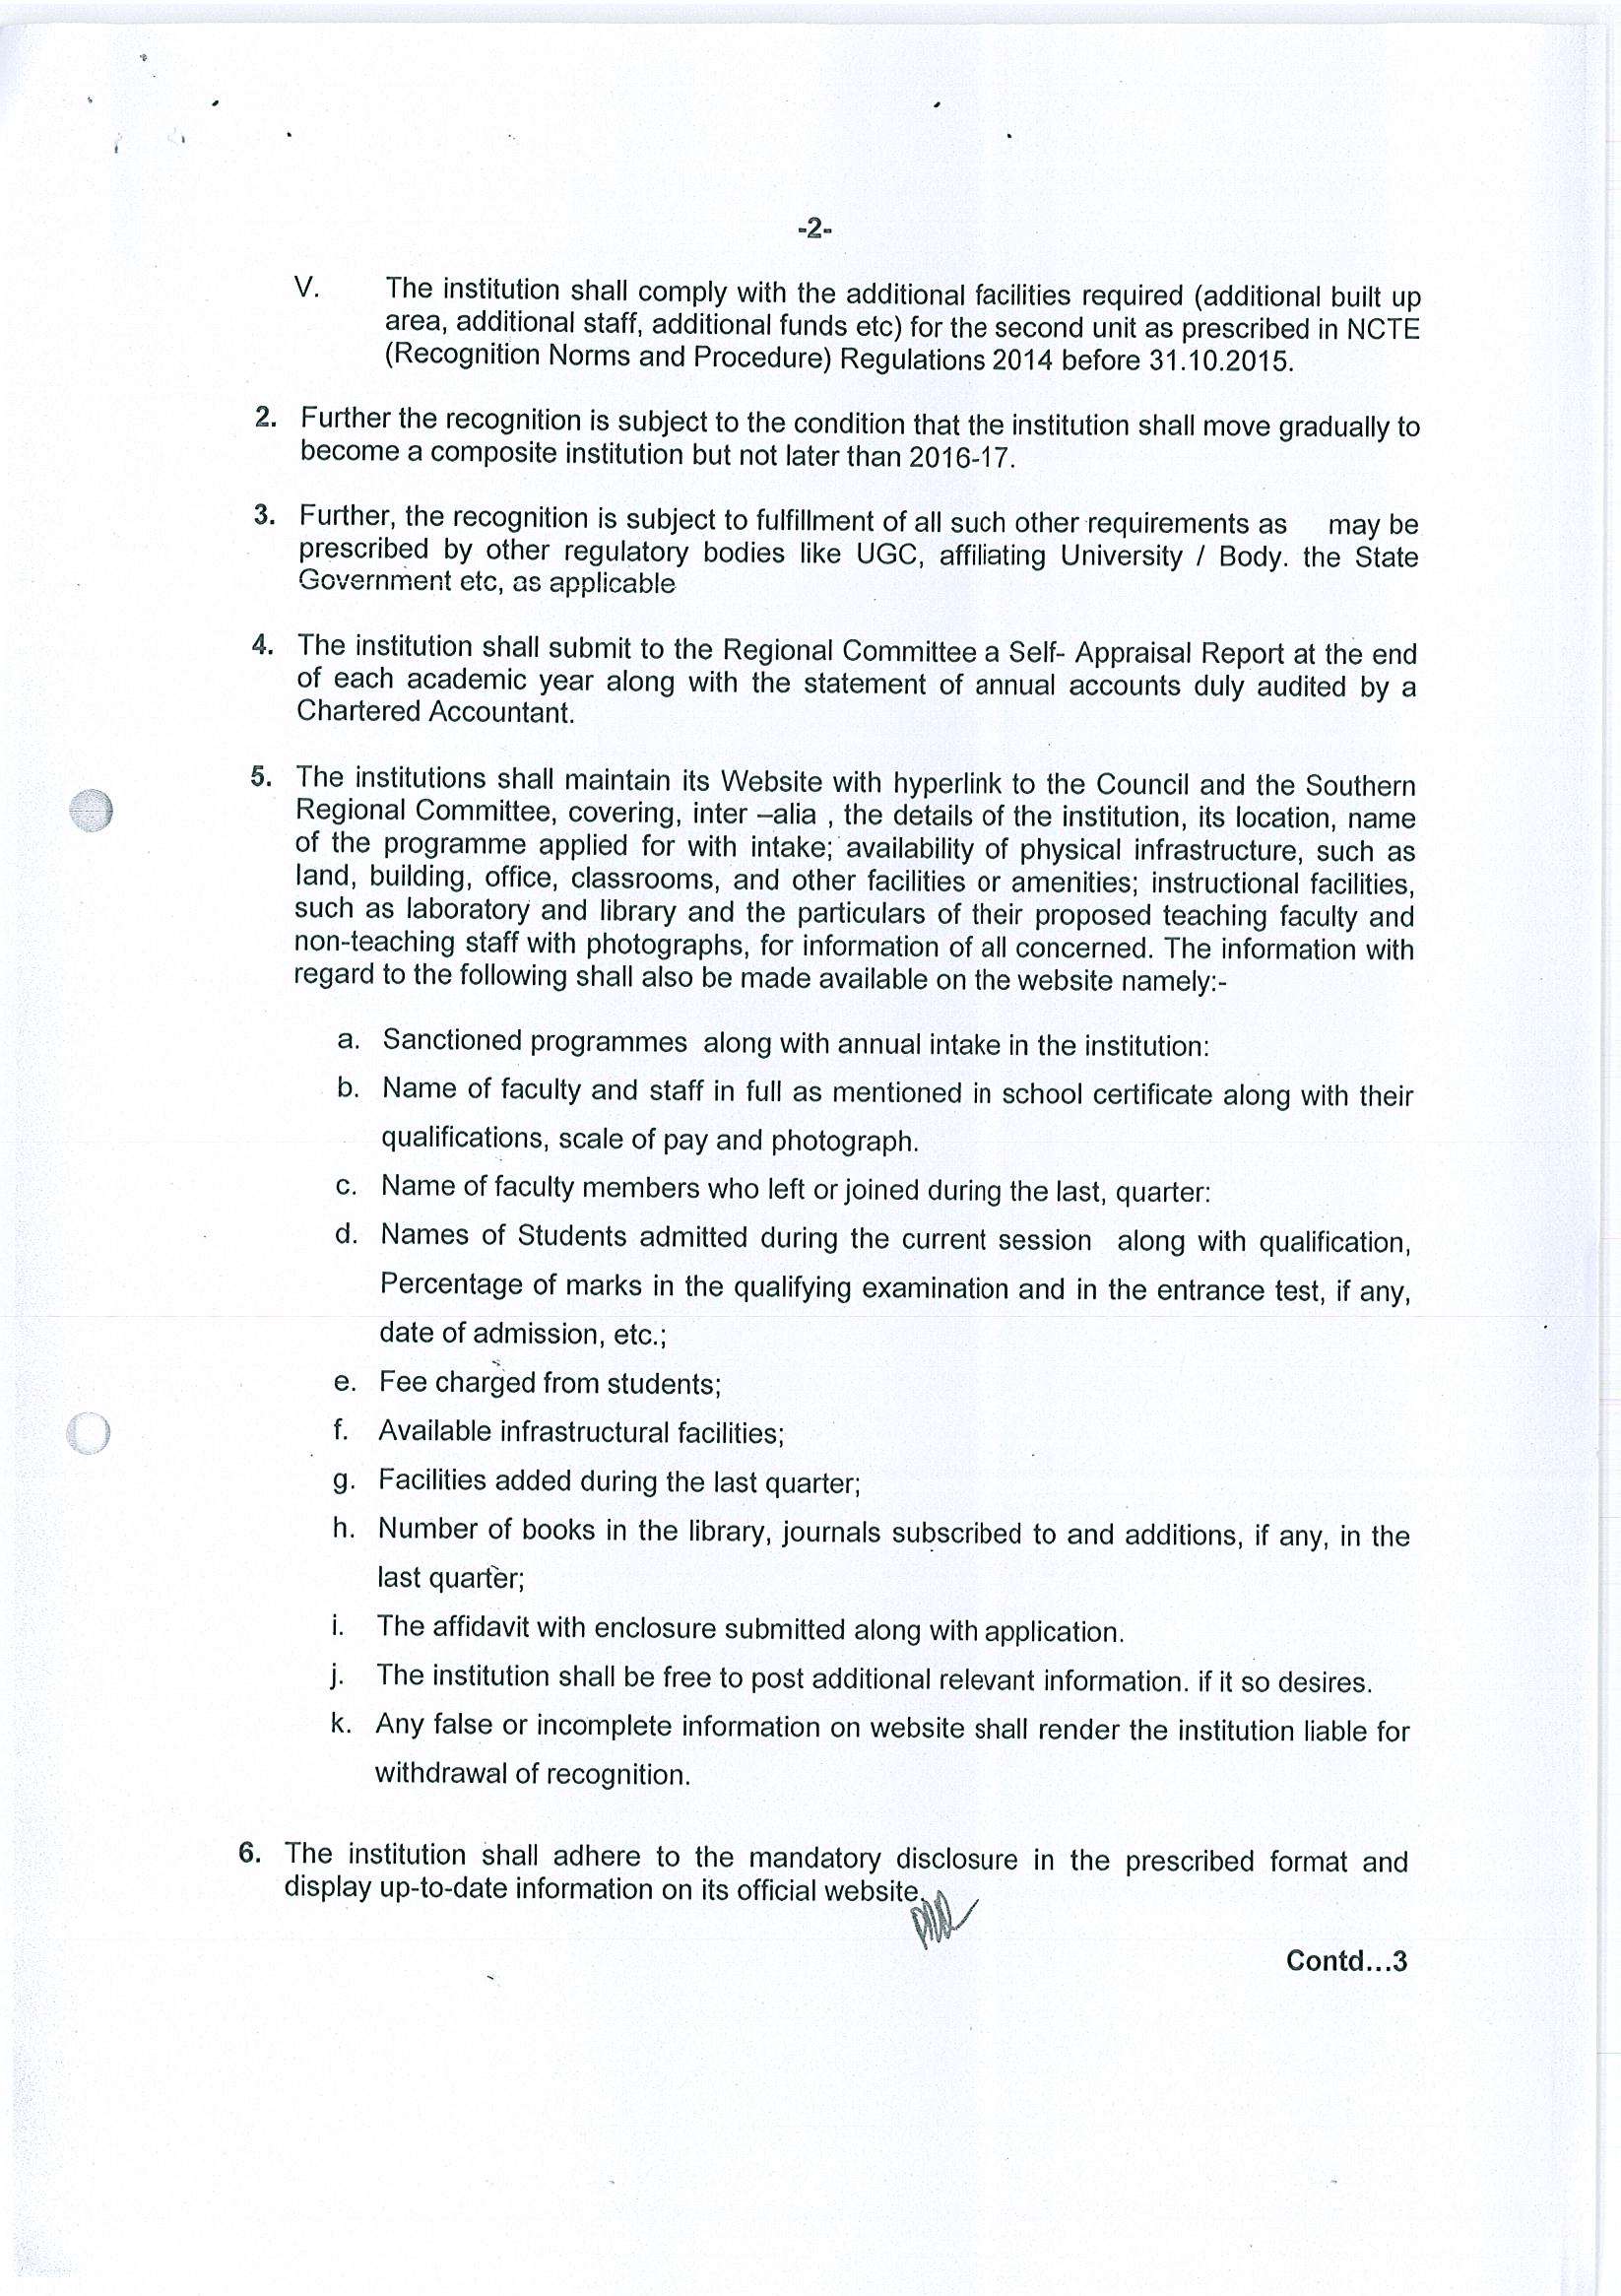 -2-
V. The institution shall comply with the additional facilities required (additional built up
area, additional staff, additional funds etc) for the second unit as prescribed in NCTE
(Recognition Norms and Procedure) Regulations 2014 before 31.10.2015.
2. Further the recognition is subject to the condition that the institution shall move gradually to
become a composite institution but not later than 2016-17.
3. Further, the recognition is subject to fulfillment of all such other requirements as may be
prescribed by other regulatory bodies like UGC, affiliating University / Body. the State
Government etc, as applicable
4. The institution shall submit to the Regional Committee a Self- Appraisal Report at the end
of each academic year along with the statement of annual accounts duly audited by a
Chartered Accountant.
5. The institutions shall maintain its Website with hyperlink to the Council and the Southern
Regional Committee, covering, inter –alia , the details of the institution, its location, name
of the programme applied for with intake; availability of physical infrastructure, such as
land, building, office, classrooms, and other facilities or amenities; instructional facilities,
such as laboratory and library and the particulars of their proposed teaching faculty and
non-teaching staff with photographs, for information of all concerned. The information with
regard to the following shall also be made available on the website namely:-
a. Sanctioned programmes along with annual intake in the institution:
b. Name of faculty and staff in full as mentioned in school certificate along with their
qualifications, scale of pay and photograph.
c. Name of faculty members who left or joined during the last, quarter:
d. Names of Students admitted during the current session along with qualification,
Percentage of marks in the qualifying examination and in the entrance test, if any,
date of admission, etc.;
e. Fee charged from students;
f. Available infrastructural facilities;
g. Facilities added during the last quarter;
h. Number of books in the library, journals subscribed to and additions, if any, in the
last quarter;
i. The affidavit with enclosure submitted along with application.
j. The institution shall be free to post additional relevant information. if it so desires.
k. Any false or incomplete information on website shall render the institution liable for
withdrawal of recognition.
6. The institution shall adhere to the mandatory disclosure in the prescribed format and
display up-to-date information on its official website.
Contd...3